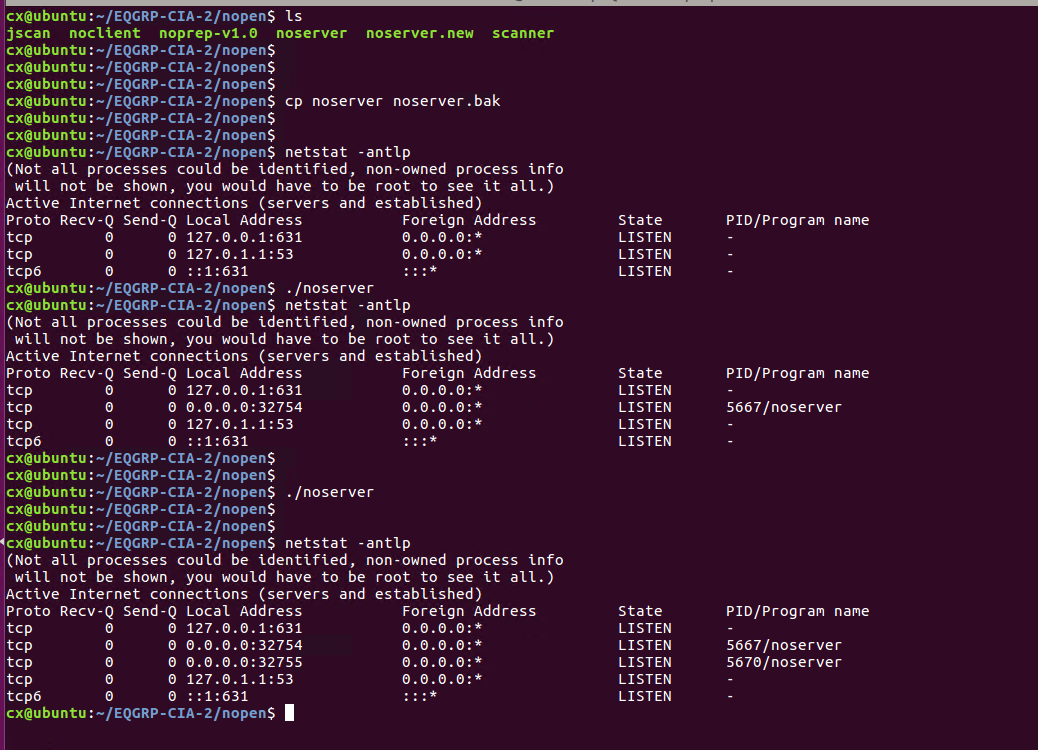 cx@ubuntu:~/EQGRP-CIA-2/nopen$ ls
jscan  noclient  noprep-v1.0  noserver  noserver.new  scanner
cx@ubuntu:~/EQGRP-CIA-2/nopen$
cx@ubuntu:~/EQGRP-CIA-2/nopen$
cx@ubuntu:~/EQGRP-CIA-2/nopen$
cx@ubuntu:~/EQGRP-CIA-2/nopen$ cp noserver noserver.bak
cx@ubuntu:~/EQGRP-CIA-2/nopen$
cx@ubuntu:~/EQGRP-CIA-2/nopen$
cx@ubuntu:~/EQGRP-CIA-2/nopen$ netstat -antlp
(Not all processes could be identified, non-owned process info
 will not be shown, you would have to be root to see it all.)
Active Internet connections (servers and established)
Proto Recv-Q Send-Q Local Address           Foreign Address         State       PID/Program name
tcp        0      0 127.0.0.1:631           0.0.0.0:*               LISTEN      -
tcp        0      0 127.0.1.1:53            0.0.0.0:*               LISTEN      -
tcp6       0      0 ::1:631                 :::*                    LISTEN      -
cx@ubuntu:~/EQGRP-CIA-2/nopen$ ./noserver
cx@ubuntu:~/EQGRP-CIA-2/nopen$ netstat -antlp
(Not all processes could be identified, non-owned process info
 will not be shown, you would have to be root to see it all.)
Active Internet connections (servers and established)
Proto Recv-Q Send-Q Local Address           Foreign Address         State       PID/Program name
tcp        0      0 127.0.0.1:631           0.0.0.0:*               LISTEN      -
tcp        0      0 0.0.0.0:32754           0.0.0.0:*               LISTEN      5667/noserver
tcp        0      0 127.0.1.1:53            0.0.0.0:*               LISTEN      -
tcp6       0      0 ::1:631                 :::*                    LISTEN      -
cx@ubuntu:~/EQGRP-CIA-2/nopen$
cx@ubuntu:~/EQGRP-CIA-2/nopen$
cx@ubuntu:~/EQGRP-CIA-2/nopen$ ./noserver
cx@ubuntu:~/EQGRP-CIA-2/nopen$
cx@ubuntu:~/EQGRP-CIA-2/nopen$
cx@ubuntu:~/EQGRP-CIA-2/nopen$ netstat -antlp
(Not all processes could be identified, non-owned process info
 will not be shown, you would have to be root to see it all.)
Active Internet connections (servers and established)
Proto Recv-Q Send-Q Local Address           Foreign Address         State       PID/Program name
tcp        0      0 127.0.0.1:631           0.0.0.0:*               LISTEN      -
tcp        0      0 0.0.0.0:32754           0.0.0.0:*               LISTEN      5667/noserver
tcp        0      0 0.0.0.0:32755           0.0.0.0:*               LISTEN      5670/noserver
tcp        0      0 127.0.1.1:53            0.0.0.0:*               LISTEN      -
tcp6       0      0 ::1:631                 :::*                    LISTEN      -
cx@ubuntu:~/EQGRP-CIA-2/nopen$